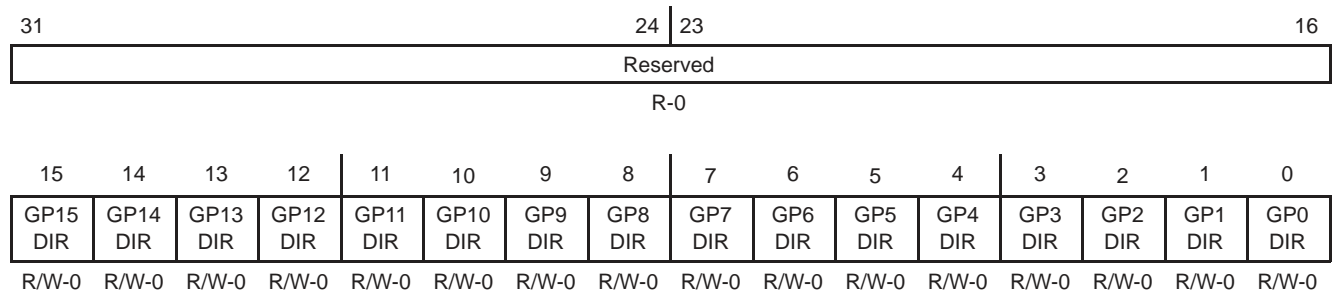 31 24 23 16
Reserved
R-0
15 14 13 12 11 10 9 8 7 6 5 4 3 2 1 0
GP15 GP14 GP13 GP12 GP11 GP10 GP9 GP8 GP7 GP6 GP5 GP4 GP3 GP2 GP1 GP0
DIR DIR DIR DIR DIR DIR DIR DIR DIR DIR DIR DIR DIR DIR DIR DIR
R/W-0 R/W-0 R/W-0 R/W-0 R/W-0 R/W-0 R/W-0 R/W-0 R/W-0 R/W-0 R/W-0 R/W-0 R/W-0 R/W-0 R/W-0 R/W-0